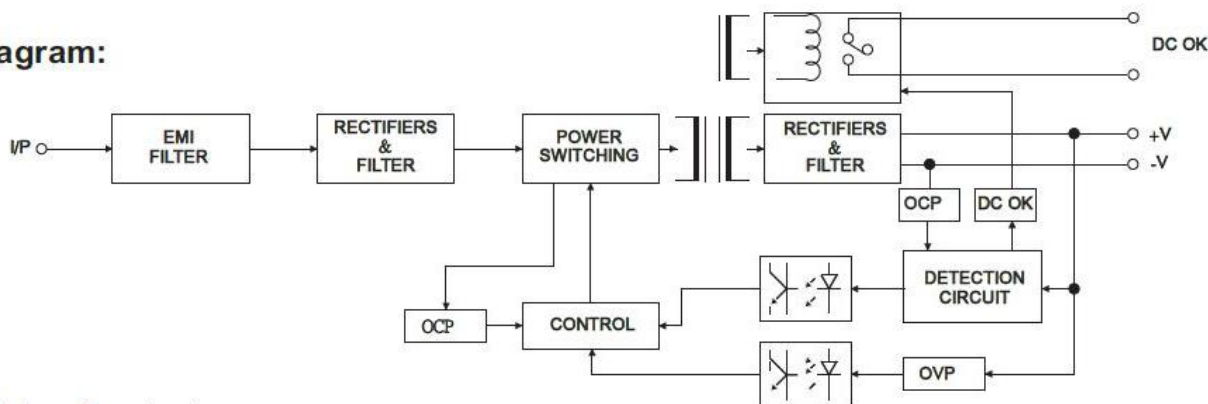 agram:
DC OK
I/P
EMI
FILTER
RECTIFIERS
&
FILTER
POWER
SWITCHING
RECTIFIERS
&
FILTER
+V
-V
OCP
DC OK
DETECTION
CIRCUIT
OCP
CONTROL
OVP